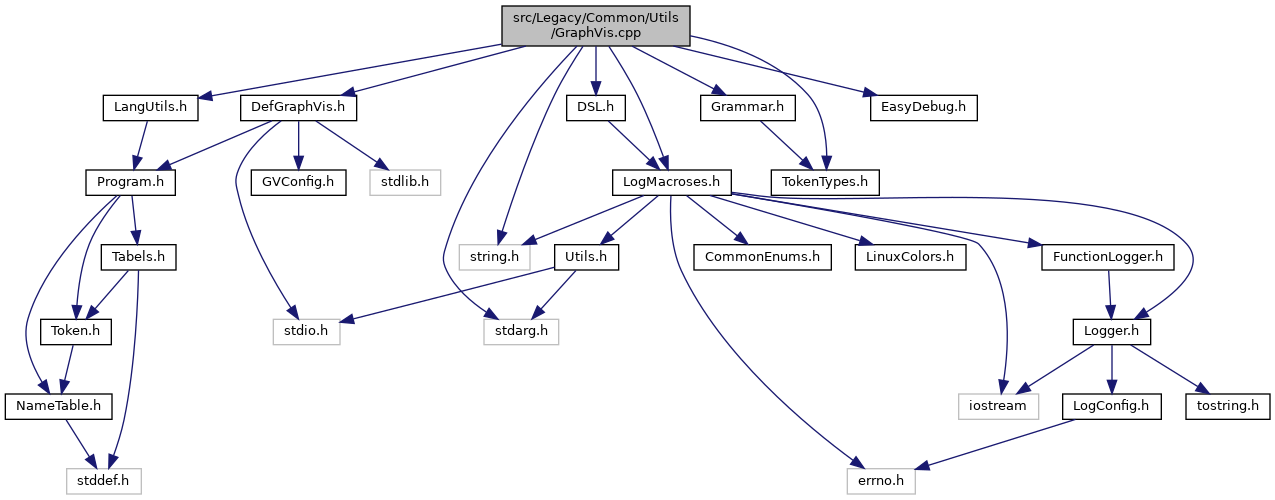 src/Legacy/Common/Utils
/GraphVis.cpp
LangUtils.h
DefGraphVis.h
DSL.h
Grammar.h
EasyDebug.h
Program.h
GVConfig.h
stdlib.h
LogMacroses.h
TokenTypes.h
Tabels.h
string.h
Utils.h
CommonEnums.h
LinuxColors.h
FunctionLogger.h
Token.h
stdio.h
stdarg.h
Logger.h
NameTable.h
iostream
LogConfig.h
tostring.h
stddef.h
errno.h